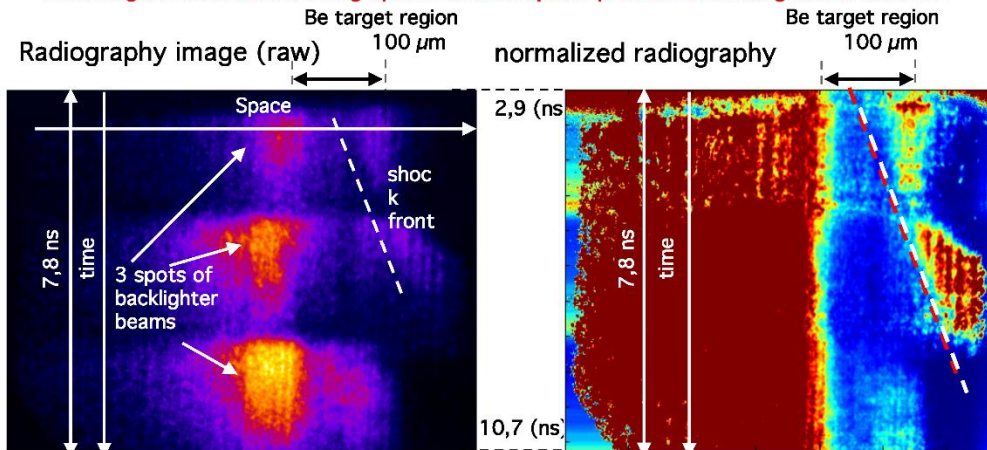 Be target region
100 µm
Be target region
100 µm
Radiography image (raw)
normalized radiography
Space
2,9 (ns)
shoc
k
front
7,8 ns
time
3 spots of
backlighter
beams
7,8 ns
time
10,7 (ns)